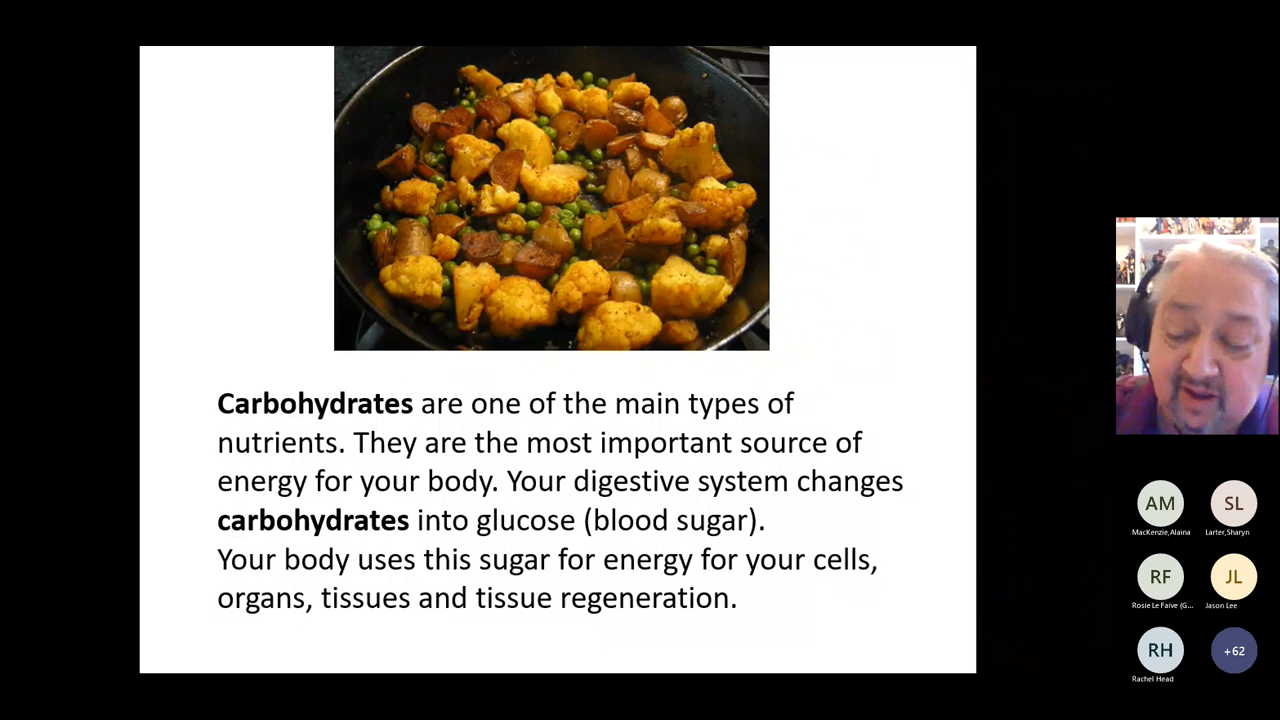 Carbohydrates are one of the main types of
nutrients. They are the most important source of
energy for your body. Your digestive system changes
carbohydrates into glucose (blood sugar).
Your body uses this sugar for energy for your cells,
organs, tissues and tissue regeneration.
AM
SL
MacKenzie,Alaina
Larter,Sharyn
RF
JL
Rosie Le Faive (G...
Jason Lee
RH
+62
Rachel Head